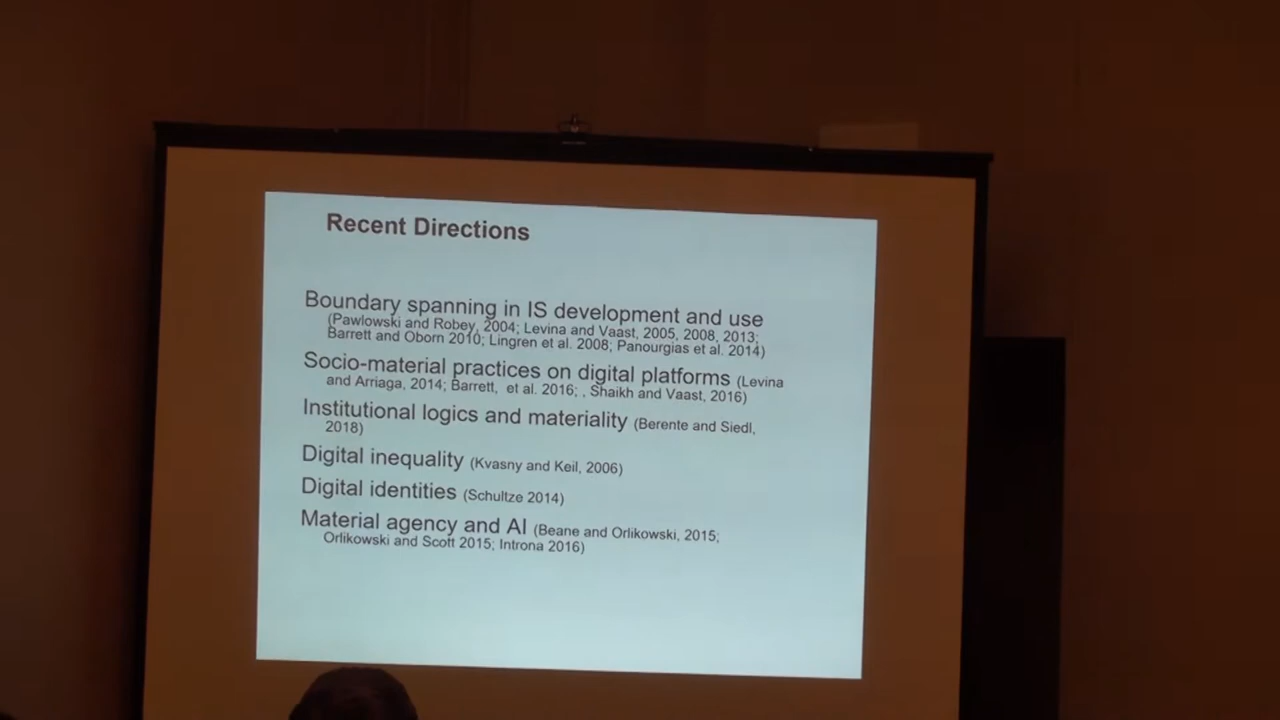 Recent Directions
Boundary spanning in IS development and use
(Pawlowski and Robey, 2004; Levina and Vaast, 2005, 2008, 2013;
Barrett and Oborn 2010; Lingren et al. 2008; Panourgias et al. 2014)
Socio-material practices on digital platforms (Levina
and Arriaga, 2014; Barrett, et al. 2016; , Shaikh and Vaast, 2016)
Institutional logics and materiality (Berente and Siedl,
2018)
Digital inequality (Kvasny and Keil, 2006)
Digital identities (Schultze 2014)
Material agency and AI (Beane and Orlikowski, 2015;
Orlikowski and Scott 2015; Introna 2016)